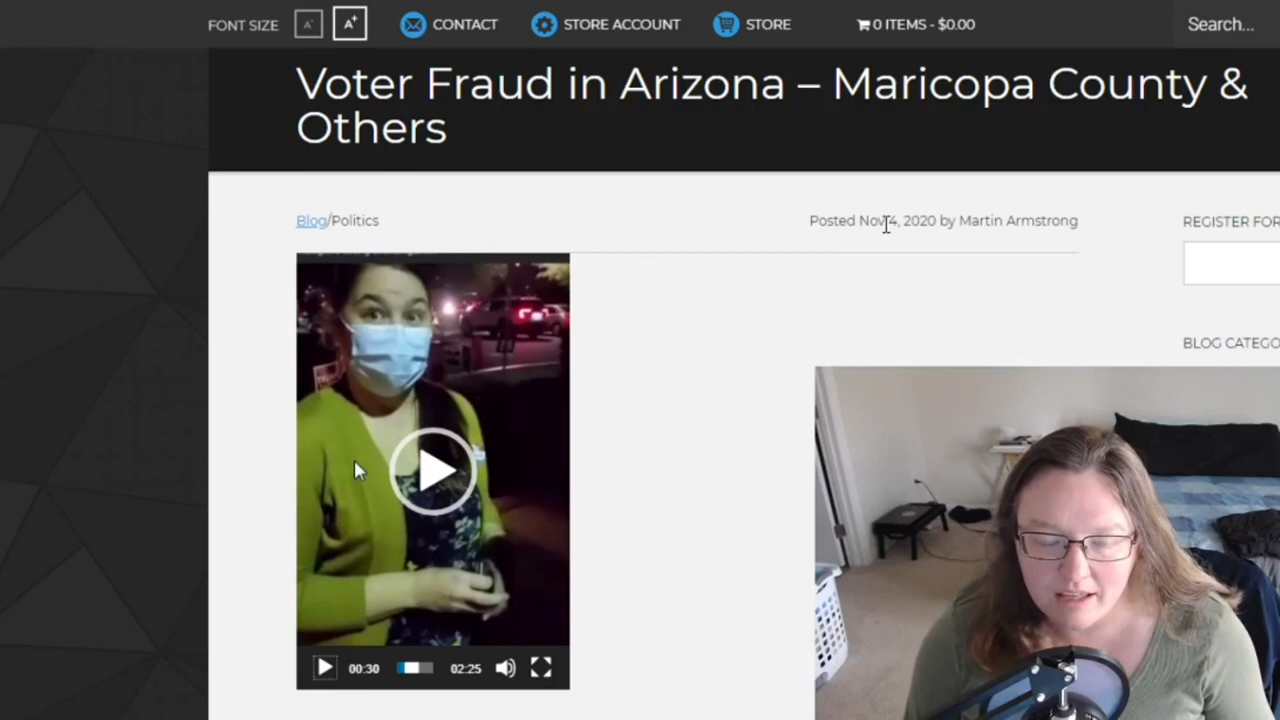 FONT SIZE A- A+ CONTACT STORE ACCOUNT STORE 0 ITEMS - $0.00 Search...
Voter Fraud in Arizona – Maricopa County &
Others
Blog/Politics
Posted Nov 4, 2020 by Martin Armstrong
REGISTER FOR
BLOG CATEGO
00:30
02:25